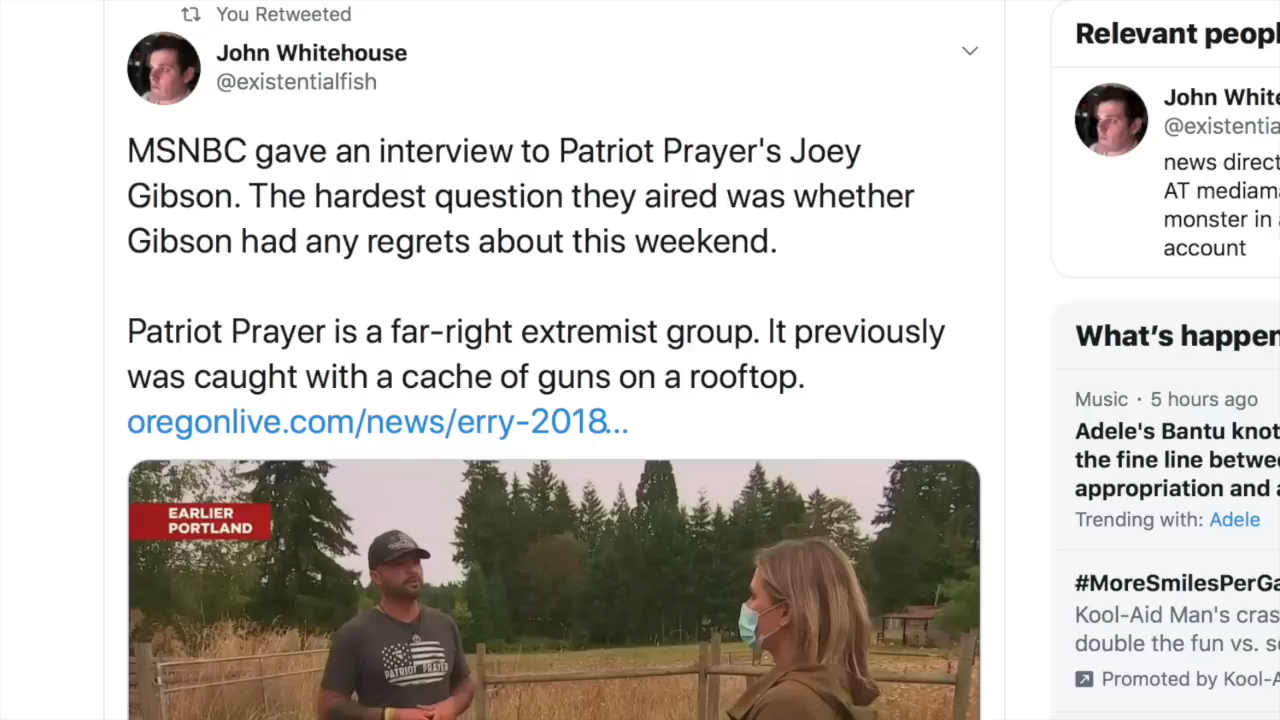 You Retweeted
John Whitehouse
@existentialfish
MSNBC gave an interview to Patriot Prayer's Joey
Gibson. The hardest question they aired was whether
Gibson had any regrets about this weekend.
Patriot Prayer is a far-right extremist group. It previously
was caught with a cache of guns on a rooftop.
oregonlive.com/news/erry-2018...
EARLIER
PORTLAND
PATRIOT PRAYER
Relevant peopl
John White
@existentia
news direct
AT mediama
monster in
account
What's happen
Music · 5 hours ago
Adele's Bantu knot
the fine line betwee
appropriation and a
Trending with: Adele
#MoreSmilesPerGa
Kool-Aid Man's cras
double the fun vs. s
Promoted by Kool-A